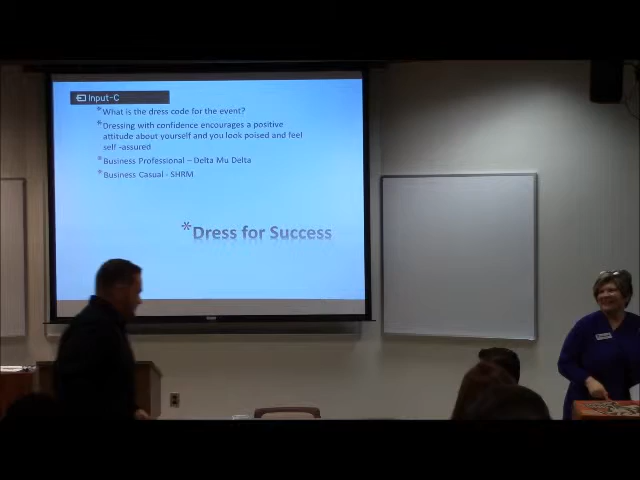 Input-C
*What is the dress code for the event?
*Dressing with confidence encourages a positive
attitude about yourself and you look poised and feel
self -assured
*Business Professional – Delta Mu Delta
*Business Casual - SHRM
*Dress for Success